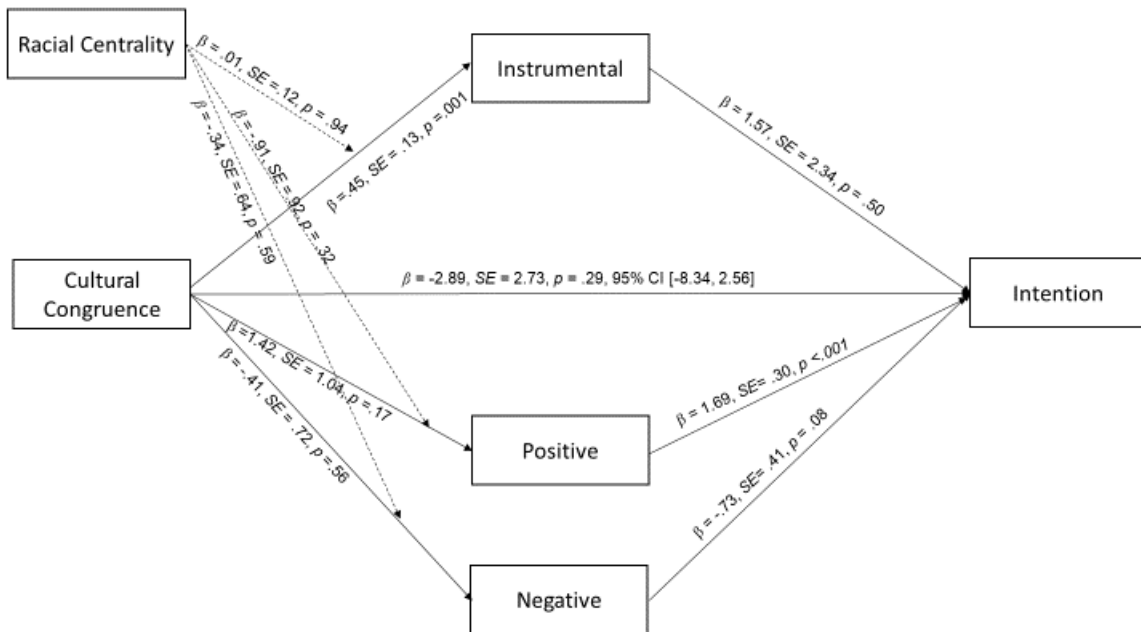 Racial Centrality
Instrumental
β = .01, SE = .12, p = .94
β = -.91, SE = .92, p = .32
β = -.34, SE = .64, p = .59
β = .45, SE = .13, p = .001
β = 1.57, SE = 2.34, p = .50
Cultural
Congruence
β = -2.89, SE = 2.73, p = .29, 95% CI [-8.34, 2.56]
Intention
β = 1.42, SE = 1.04, p = .17
β = -.41, SE = .72, p = .56
β = 1.69, SE = .30, p <.001
Positive
β = -.73, SE = .41, p = .08
Negative